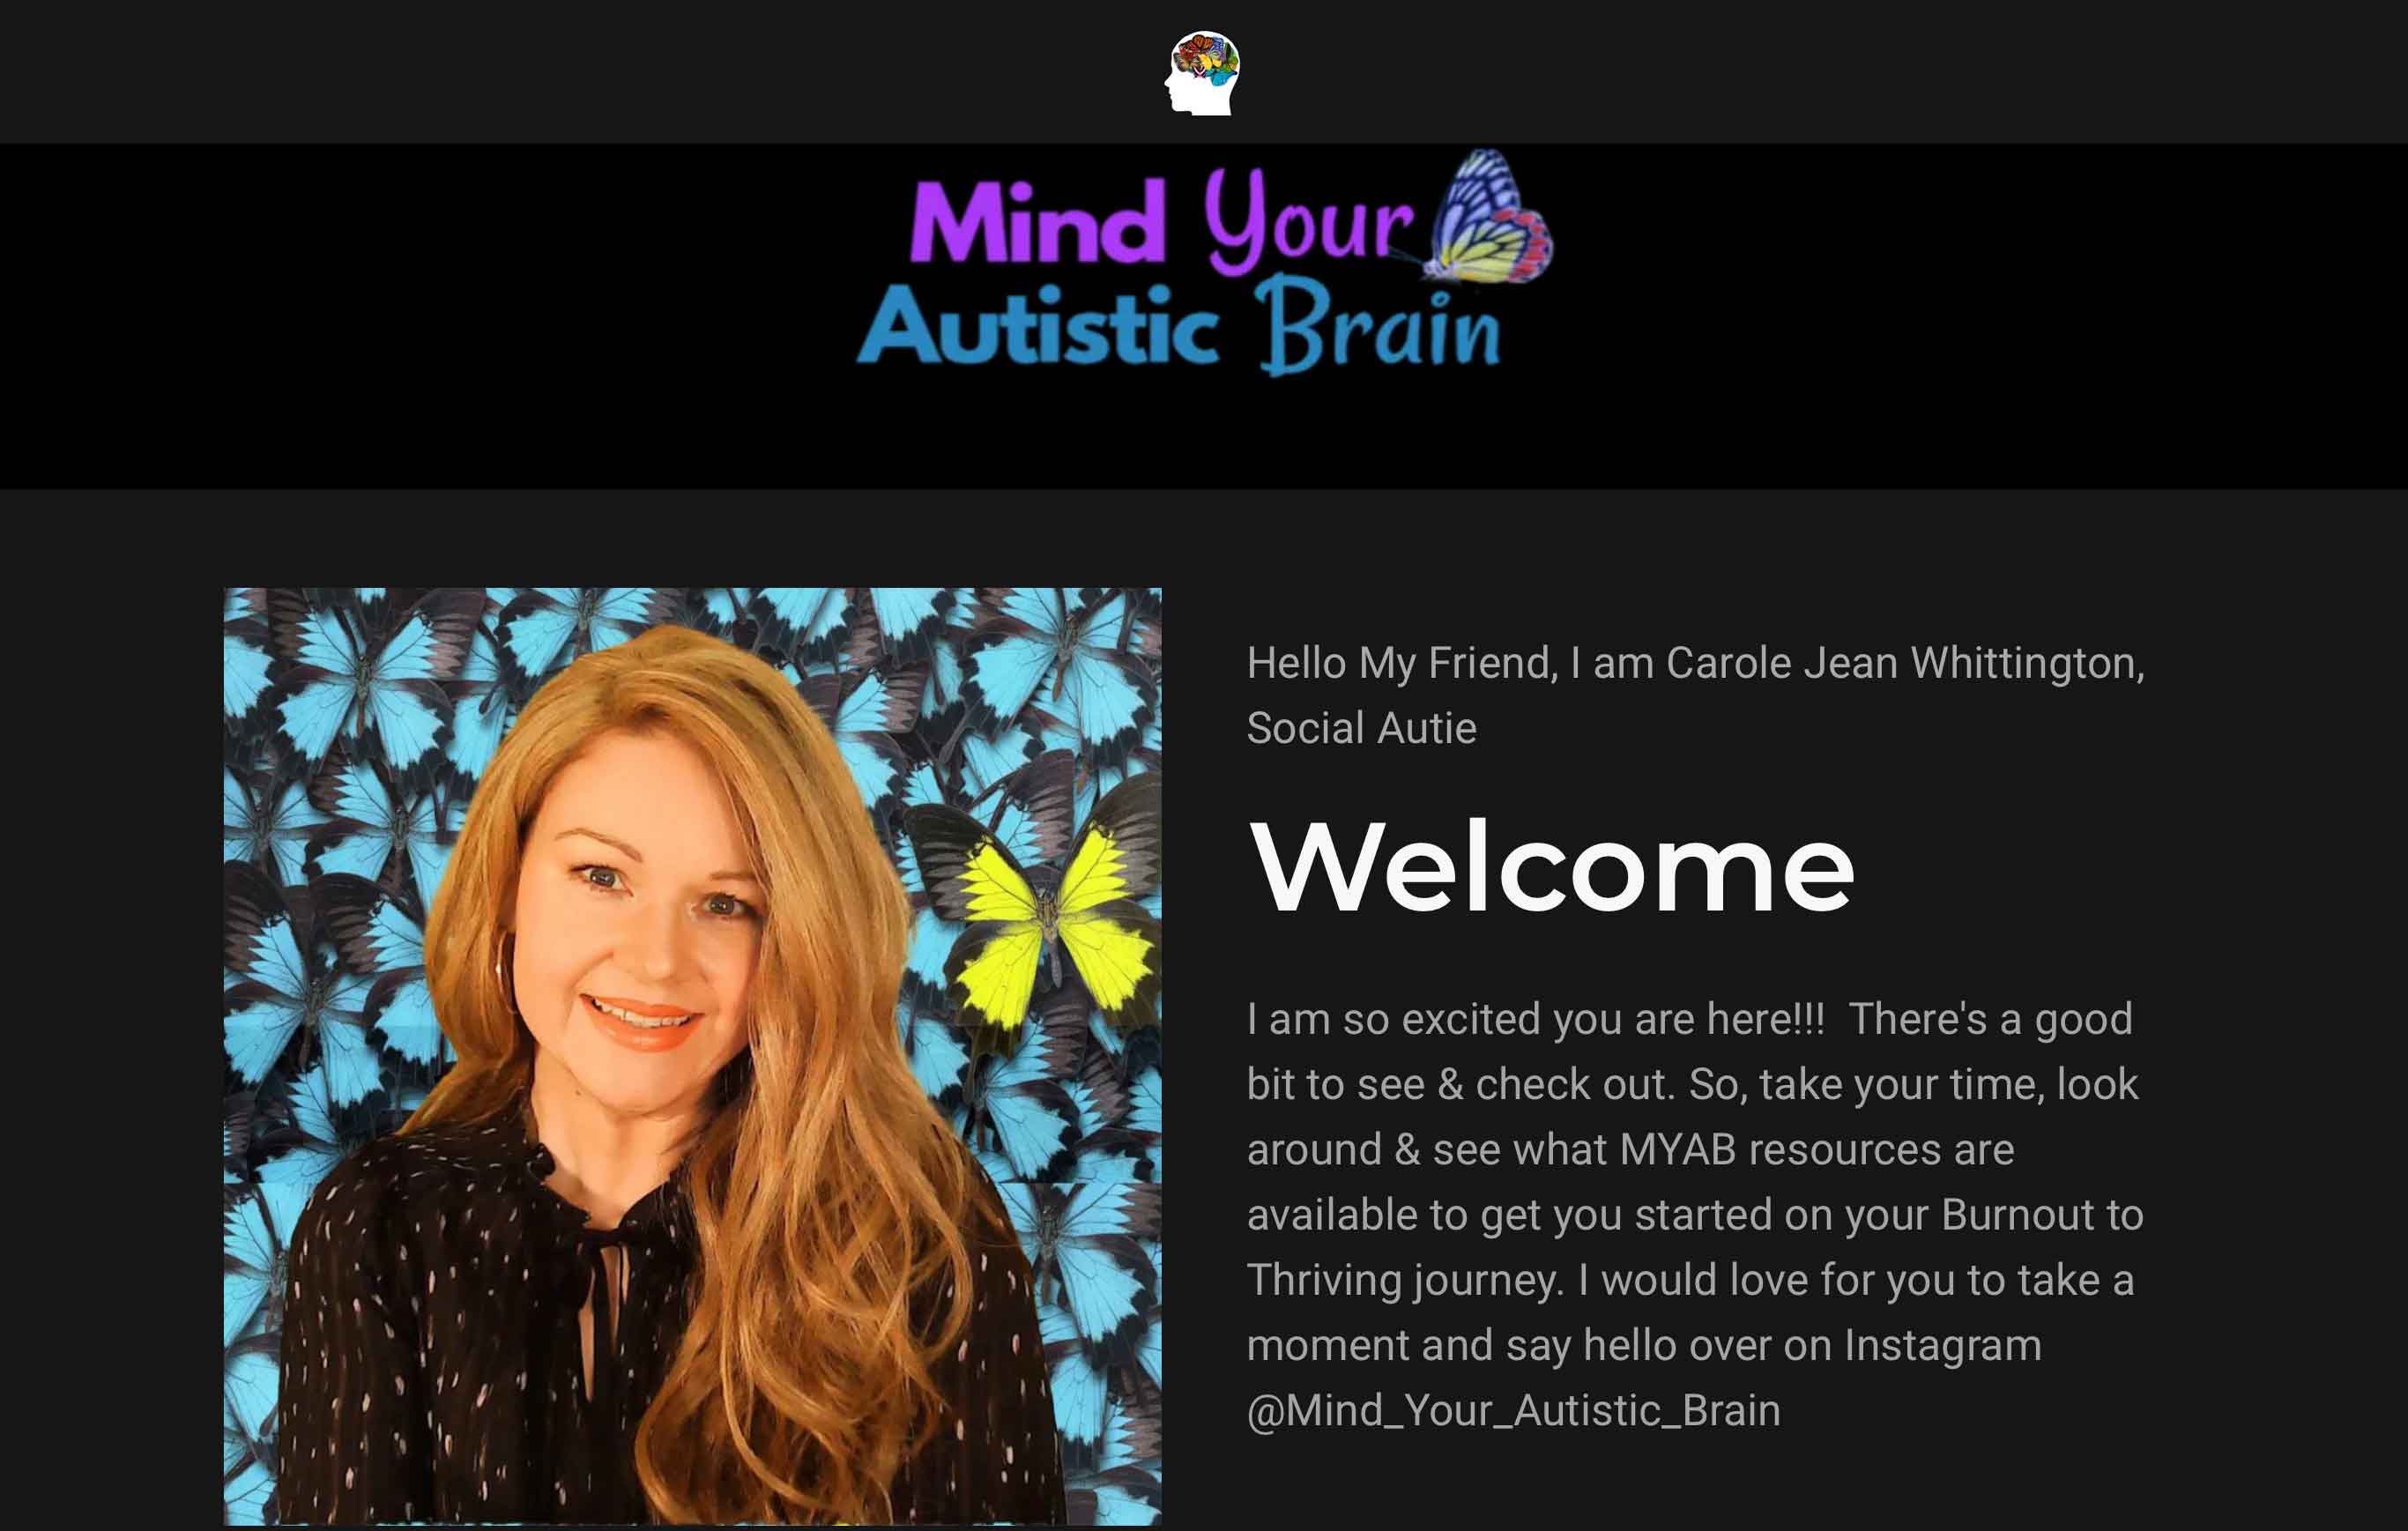 Mind Your
Autistic Brain
Hello My Friend, I am Carole Jean Whittington,
Social Autie
Welcome
I am so excited you are here!!!  There's a good
bit to see & check out. So, take your time, look
around & see what MYAB resources are
available to get you started on your Burnout to
Thriving journey. I would love for you to take a
moment and say hello over on Instagram
@Mind_Your_Autistic_Brain